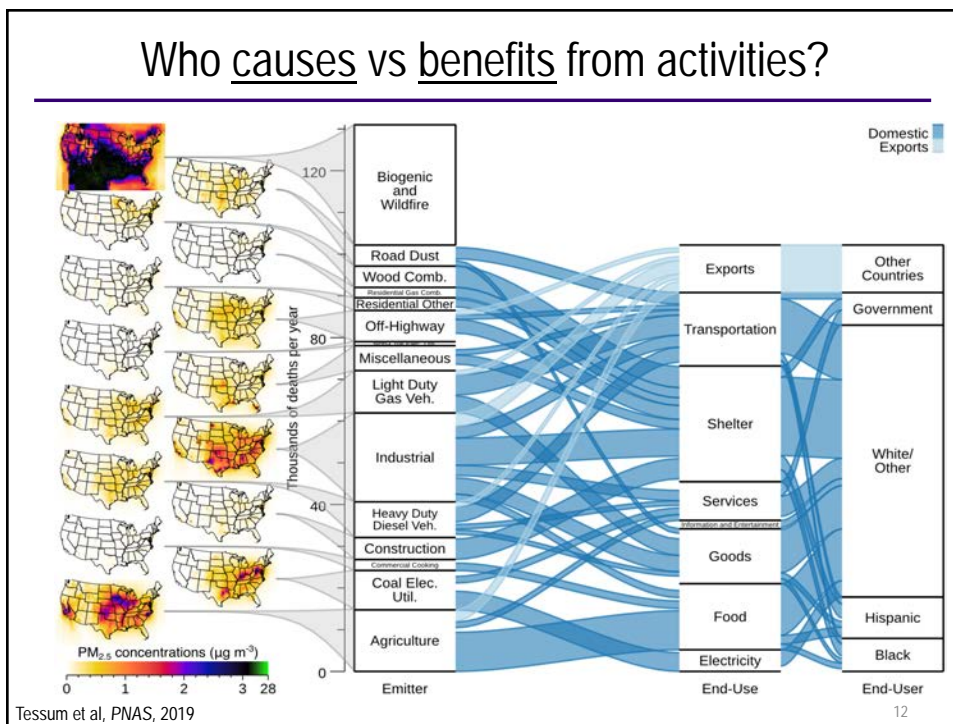 Who causes vs benefits from activities?
Domestic
Exports
120
80
40
0
Thousands of deaths per year
Biogenic
and
Wildfire
Road Dust
Wood Comb.
Residential Gas Comb.
Residential Other
Off-Highway
Miscellaneous
Light Duty
Gas Veh.
Industrial
Heavy Duty
Diesel Veh.
Construction
Commercial Cooking
Coal Elec.
Util.
Agriculture
Emitter
Exports
Transportation
Shelter
Services
Information and Entertainment
Goods
Food
Electricity
End-Use
Other
Countries
Government
White/
Other
Hispanic
Black
End-User
PM2.5 concentrations (µg m-3)
0 1 2 3 28
Tessum et al, PNAS, 2019
12